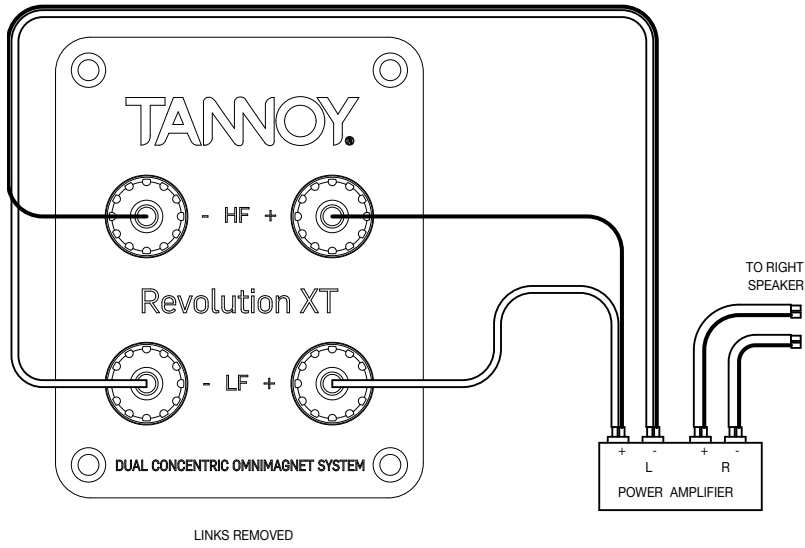 TANNOY®
- HF +
Revolution XT
TO RIGHT
SPEAKER
- LF +
DUAL CONCENTRIC OMNIMAGNET SYSTEM
+ - + -
L R
POWER AMPLIFIER
LINKS REMOVED